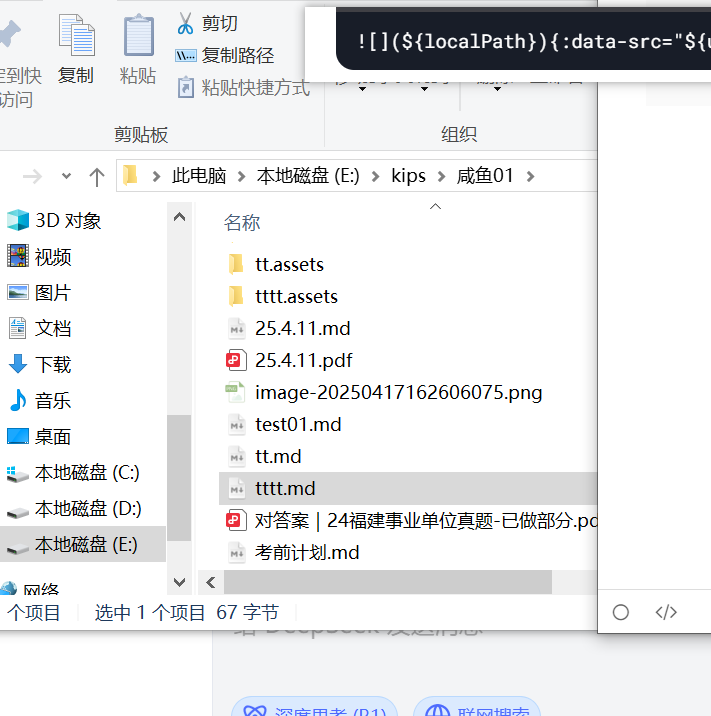 剪切
![](${localPath}){:data-src="${
复制路径
复制
粘贴
粘贴快捷方式
定到快
访问
剪贴板
组织
此电脑 > 本地磁盘 (E:) > kips > 咸鱼01 >
3D 对象
视频
图片
文档
下载
音乐
桌面
本地磁盘 (C:)
本地磁盘 (D:)
本地磁盘 (E:)
网络
名称
tt.assets
tttt.assets
25.4.11.md
25.4.11.pdf
image-20250417162606075.png
test01.md
tt.md
tttt.md
对答案｜24福建事业单位真题-已做部分.pd
考前计划.md
个项目
选中 1 个项目 67 字节
给 DeepSeek 发送消息
深度思考 (R1)
联网搜索